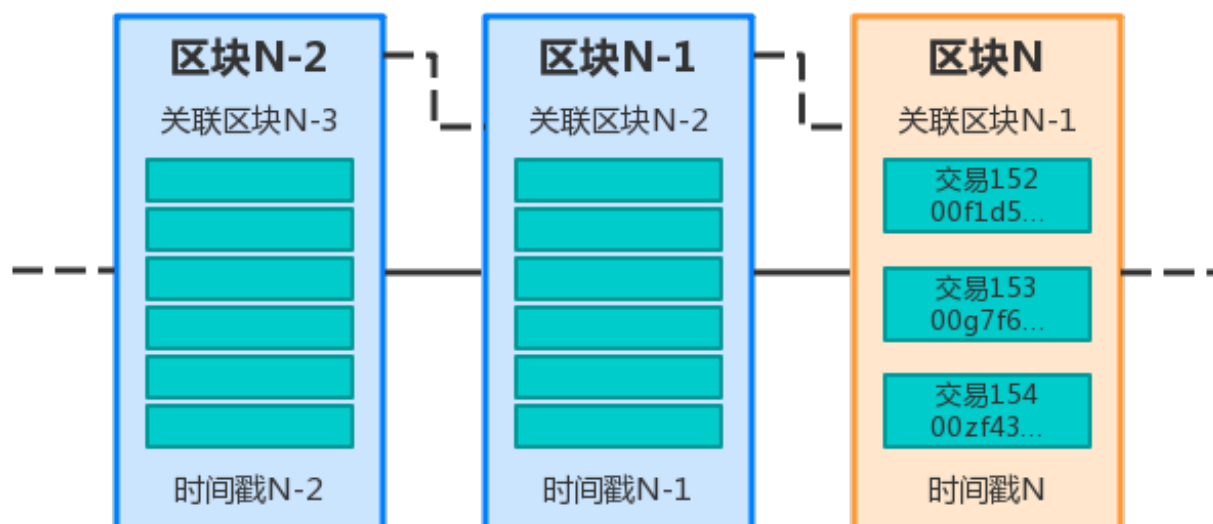 区块N-2
关联区块N-3
时间戳N-2
区块N-1
关联区块N-2
时间戳N-1
区块N
关联区块N-1
交易152
00f1d5...
交易153
00g7f6...
交易154
00zf43...
时间戳N